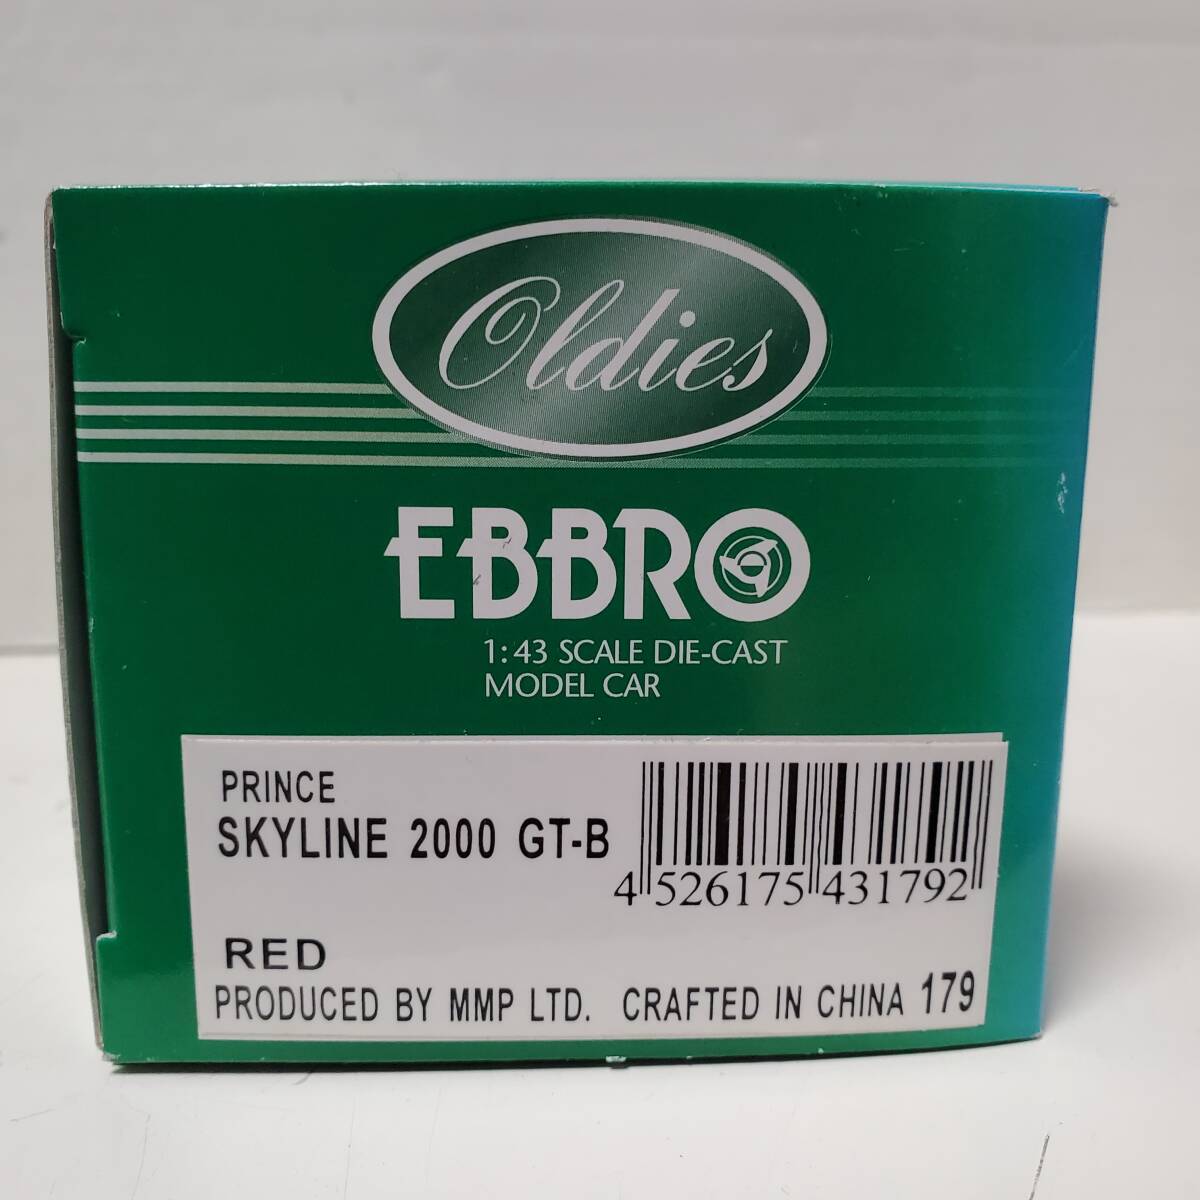 Oldies
EBBRO
1:43 SCALE DIE-CAST
MODEL CAR
PRINCE
SKYLINE 2000 GT-B
4 526175 431792
RED
PRODUCED BY MMP LTD. CRAFTED IN CHINA 179